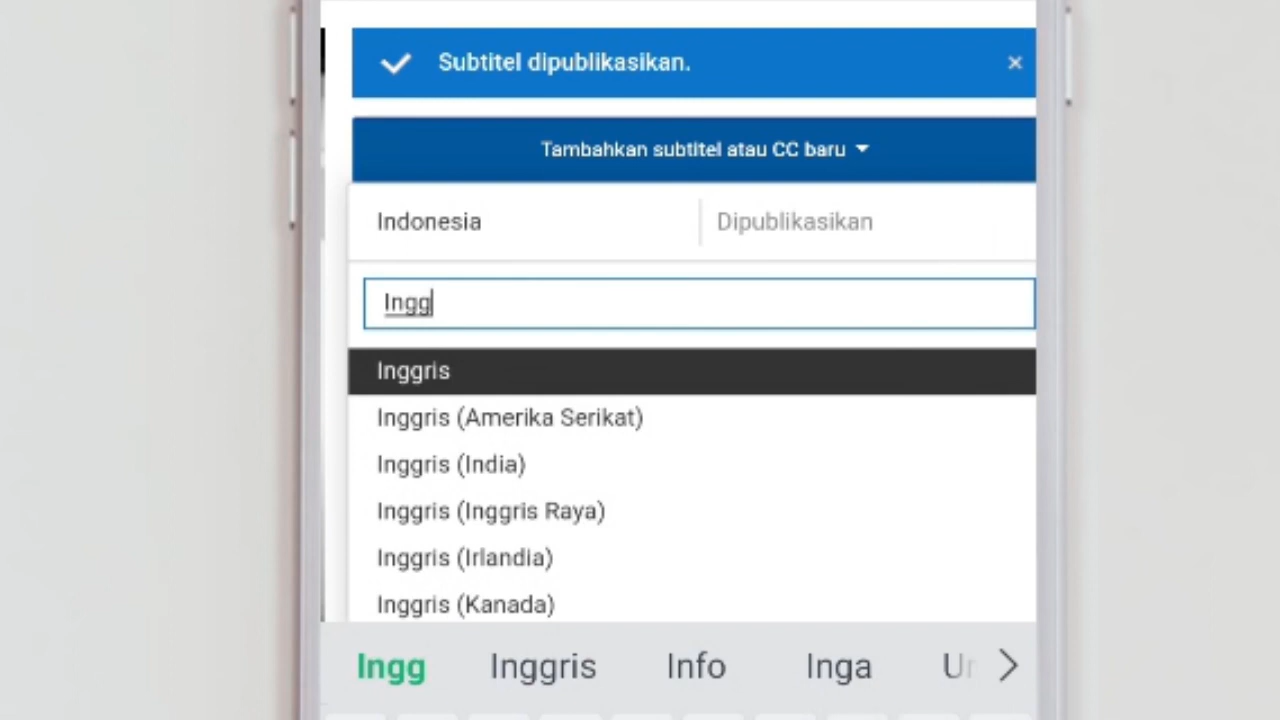 Subtitel dipublikasikan.
Tambahkan subtitel atau CC baru
Indonesia
Dipublikasikan
Ingg
Inggris
Inggris (Amerika Serikat)
Inggris (India)
Inggris (Inggris Raya)
Inggris (Irlandia)
Inggris (Kanada)
Ingg Inggris Info Inga